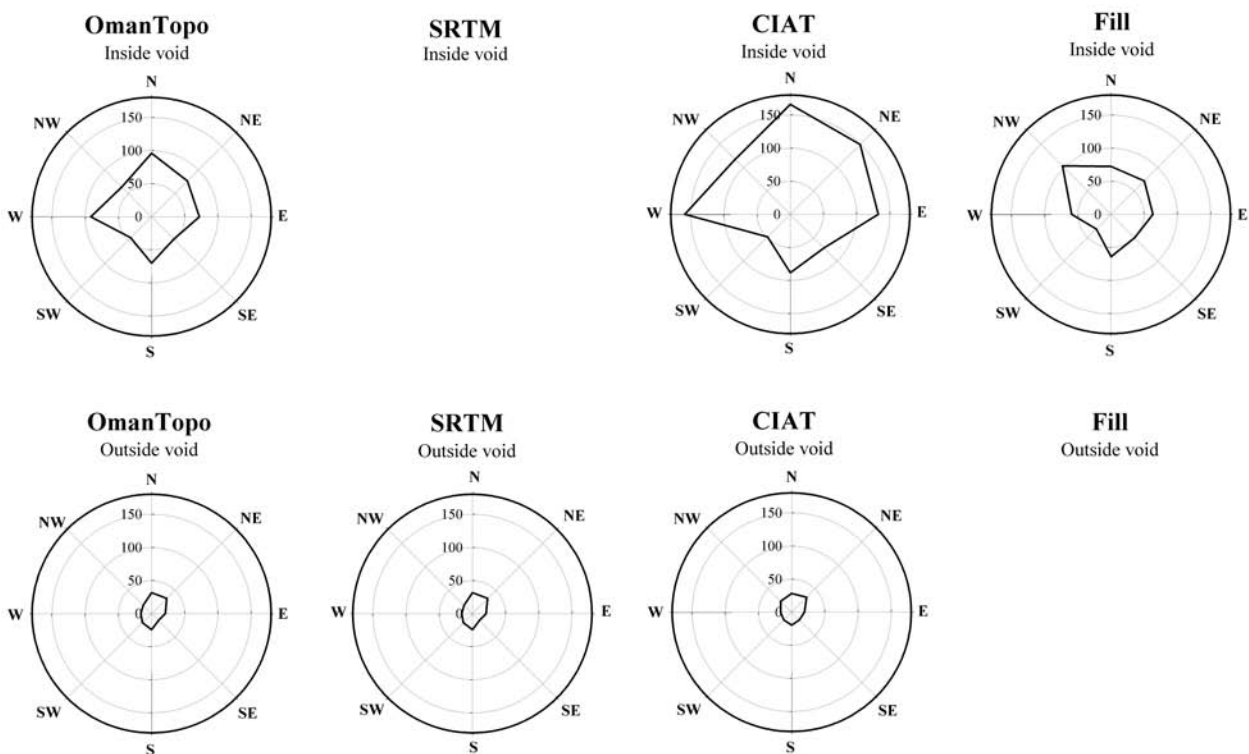 OmanTopo
Inside void
SRTM
Inside void
CIAT
Inside void
Fill
Inside void
N
NW
NE
150
100
50
0
W
E
SW
SE
S
N
NW
NE
150
100
50
0
W
E
SW
SE
S
N
NW
NE
150
100
50
0
W
E
SW
SE
S
OmanTopo
Outside void
SRTM
Outside void
CIAT
Outside void
Fill
Outside void
N
NW
NE
150
100
50
0
W
E
SW
SE
S
N
NW
NE
150
100
50
0
W
E
SW
SE
S
N
NW
NE
150
100
50
0
W
E
SW
SE
S